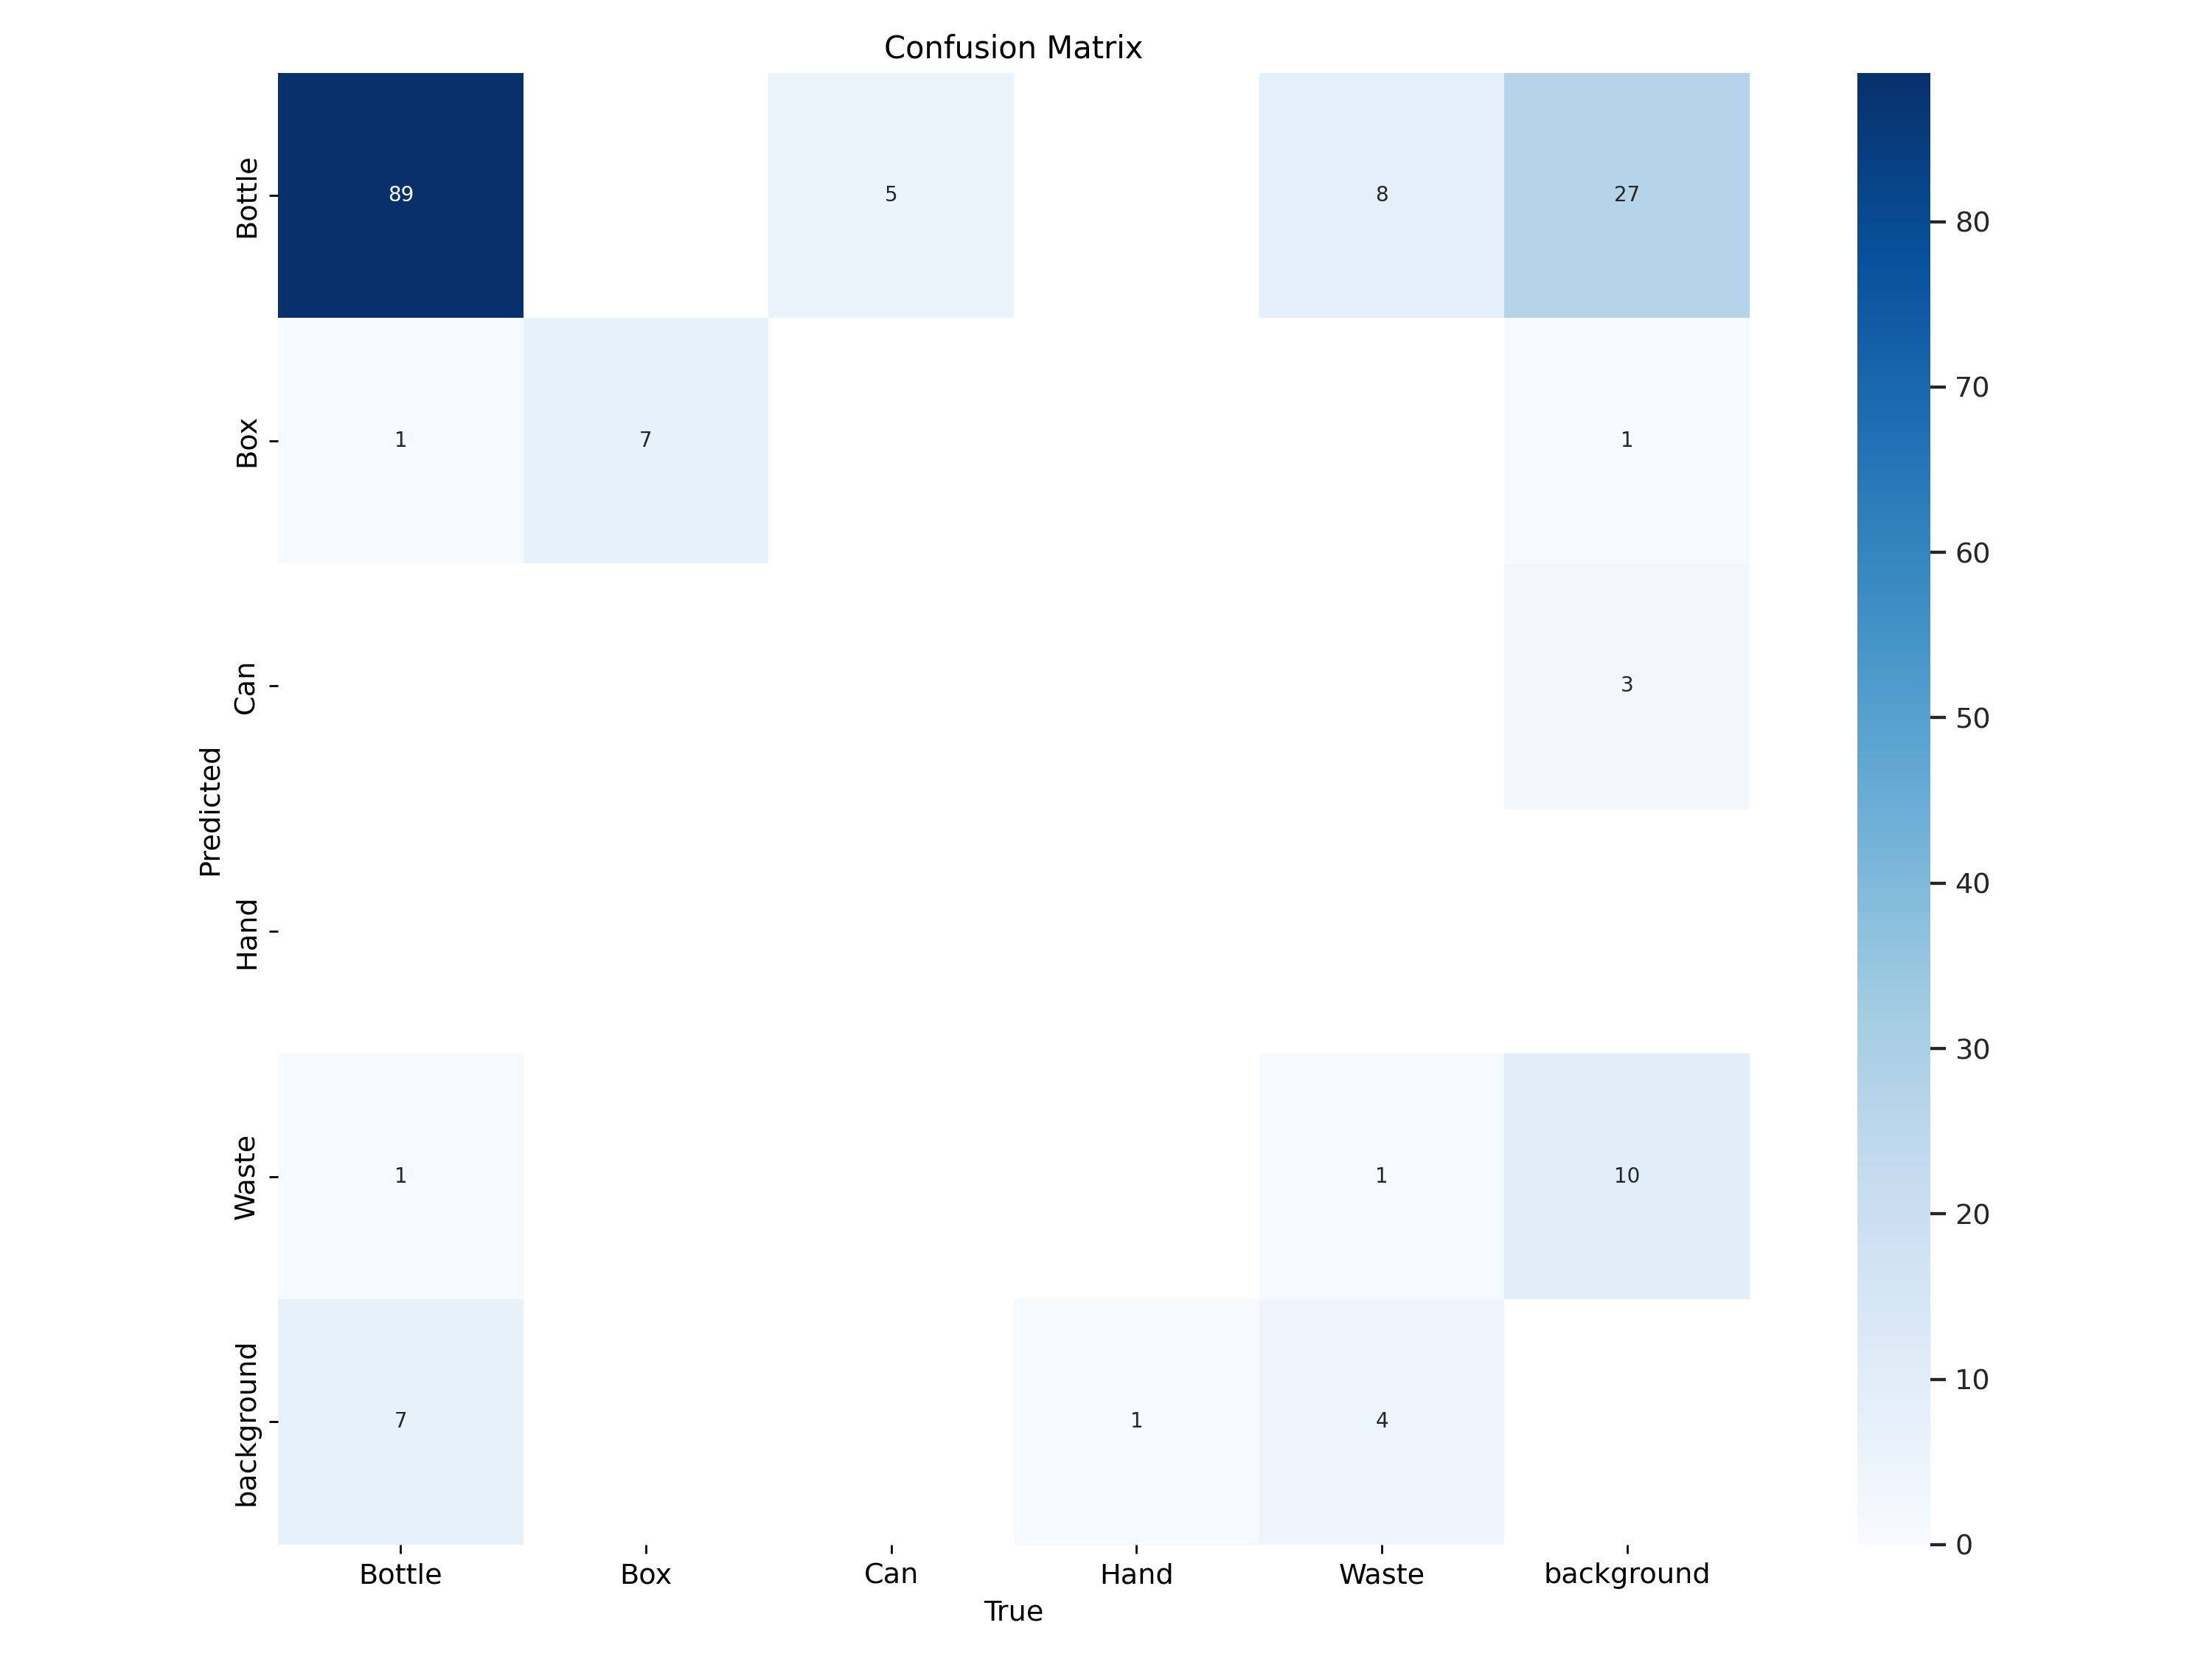 Confusion Matrix
Bottle
89
5
8
27
80
Box
1
7
1
70
60
Can
3
50
Predicted
40
Hand
30
Waste
1
1
10
20
background
7
1
4
10
0
Bottle Box Can Hand Waste background
True